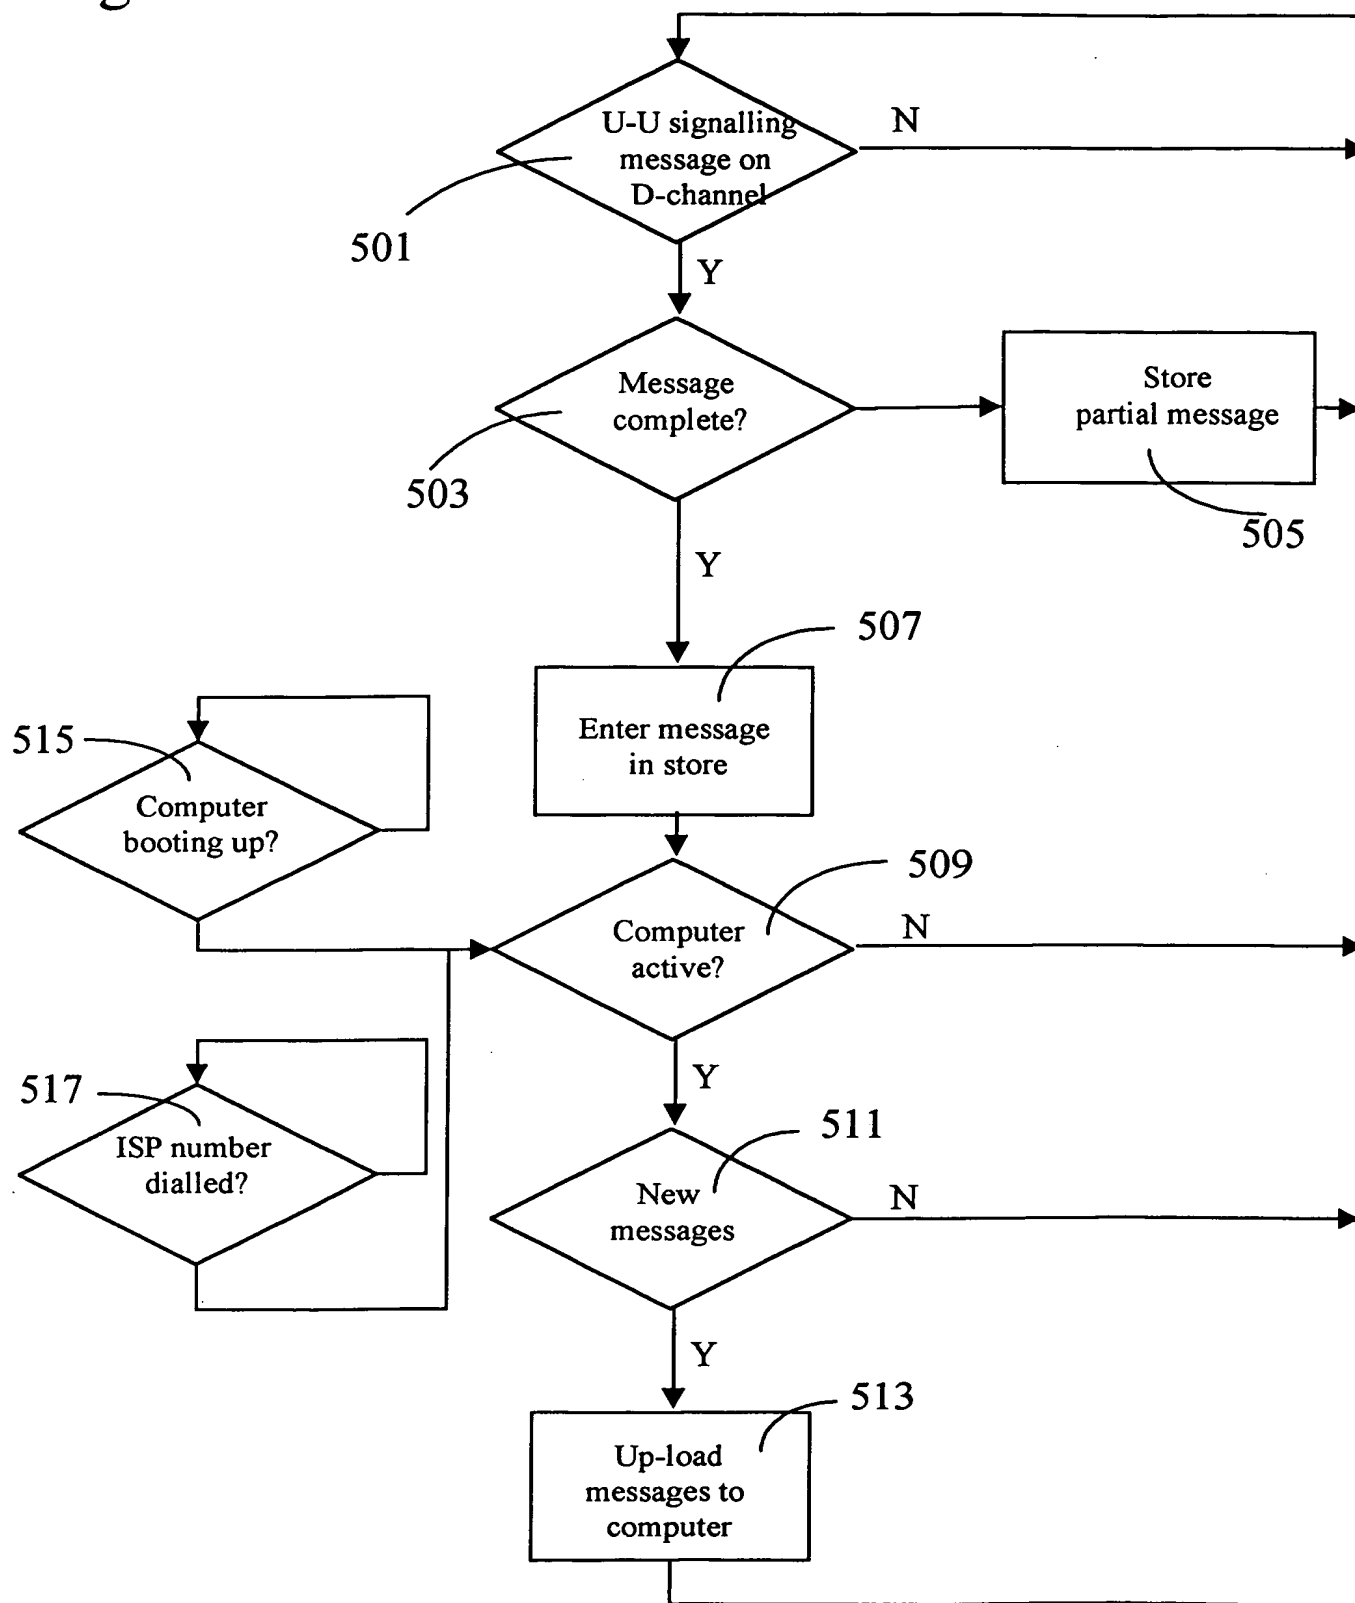 U-U signalling
message on
D-channel
N
501
Y
Message
complete?
503
Store
partial message
505
Y
507
Enter message
in store
515
Computer
booting up?
509
Computer
active?
N
Y
517
ISP number
dialled?
511
New
messages
N
Y
513
Up-load
messages to
computer